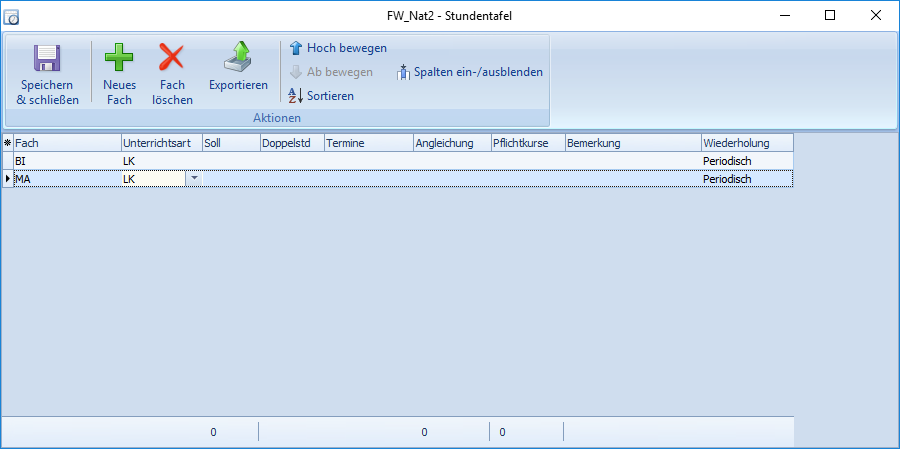 FW_Nat2 - Stundentafel
Speichern
& schließen
Neues
Fach
Fach
löschen
Exportieren
Hoch bewegen
Ab bewegen
Sortieren
Spalten ein-/ausblenden
Aktionen
Fach Unterrichtsart Soll Doppelstd Termine Angleichung Pflichtkurse Bemerkung Wiederholung
BI LK Periodisch
MA LK Periodisch
0 0 0